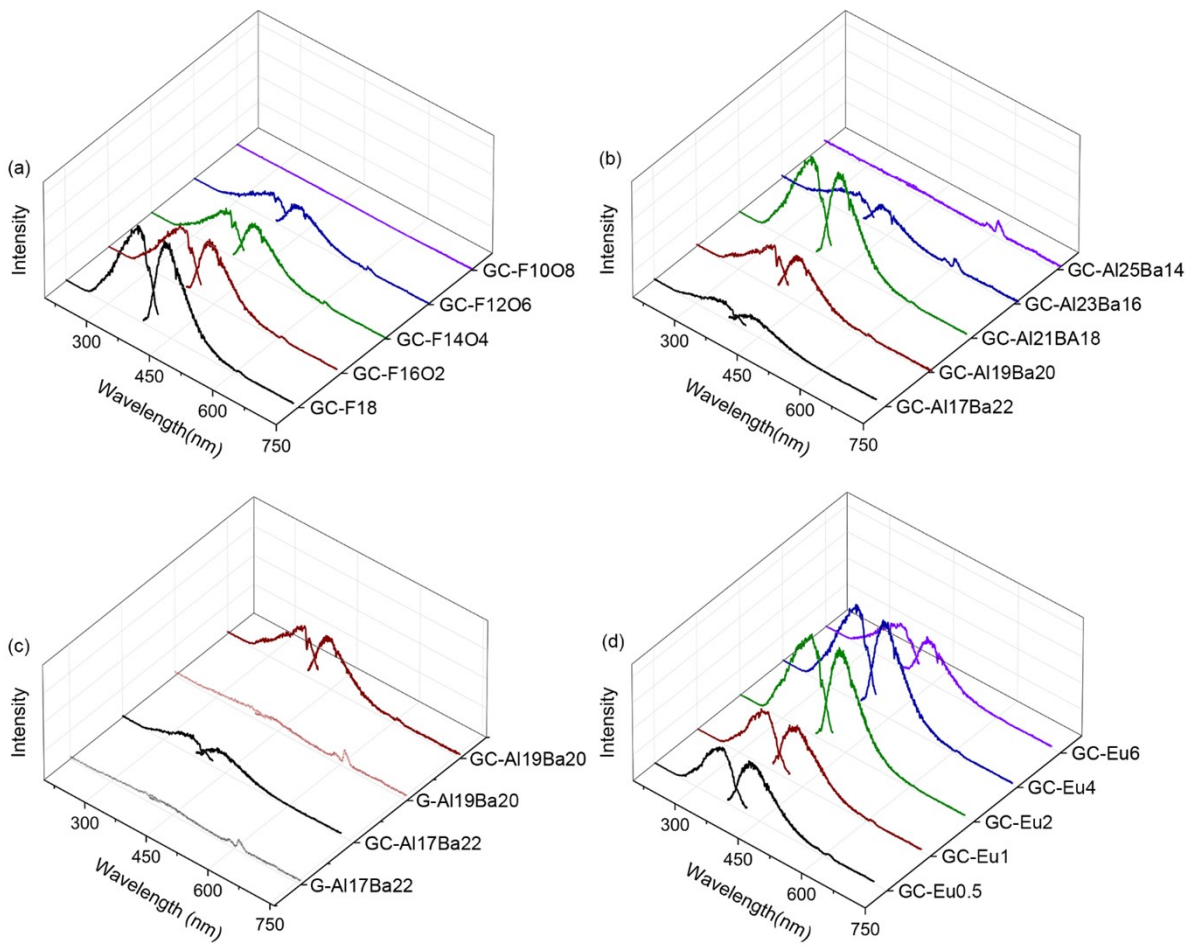 (a)
Intensity
300
450
600
750
Wavelength(nm)
GC-F10O8
GC-F12O6
GC-F14O4
GC-F16O2
GC-F18
(b)
Intensity
300
450
600
750
Wavelength(nm)
GC-Al25Ba14
GC-Al23Ba16
GC-Al21BA18
GC-Al19Ba20
GC-Al17Ba22
(c)
Intensity
300
450
600
750
Wavelength (nm)
GC-Al19Ba20
G-Al19Ba20
GC-Al17Ba22
G-Al17Ba22
(d)
Intensity
300
450
600
750
Wavelength(nm)
GC-Eu6
GC-Eu4
GC-Eu2
GC-Eu1
GC-Eu0.5